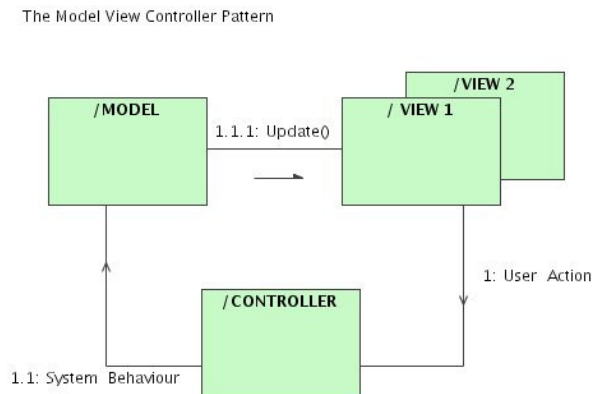 The Model View Controller Pattern
/ VIEW 2
/ MODEL
/ VIEW 1
1.1.1: Update()
1: User Action
/ CONTROLLER
1.1: System Behaviour